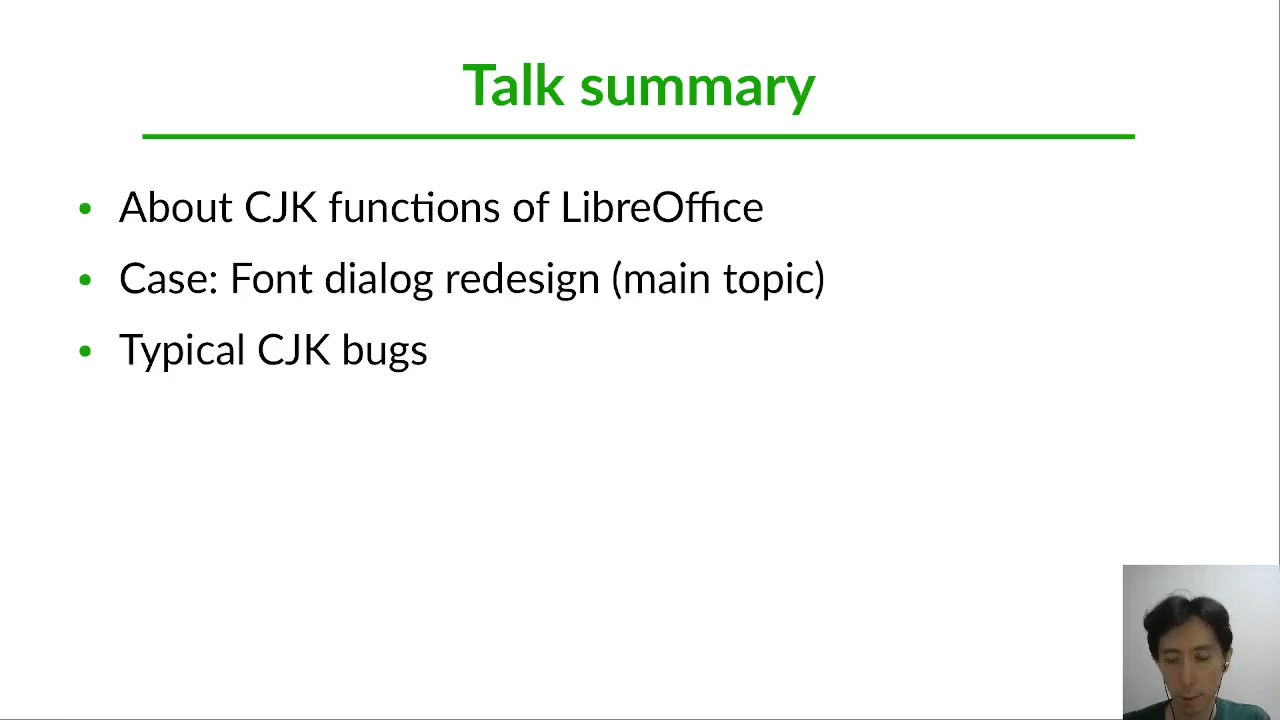 Talk summary
• About CJK functions of LibreOffice
• Case: Font dialog redesign (main topic)
• Typical CJK bugs